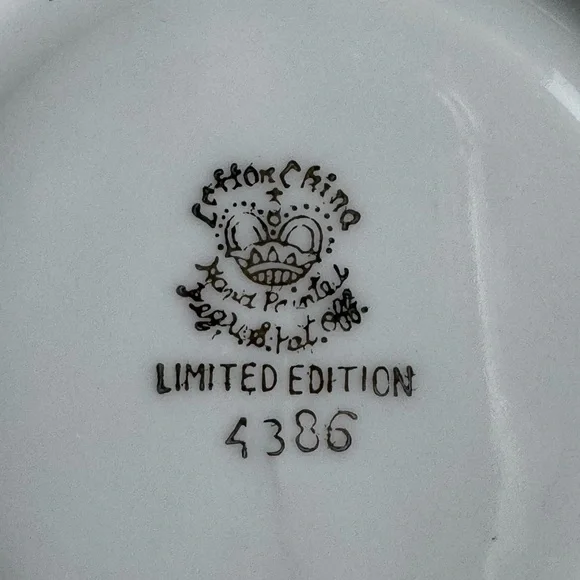 Lefton China
Hand Painted
Reg. U.S. Pat. Off.
LIMITED EDITION
4386